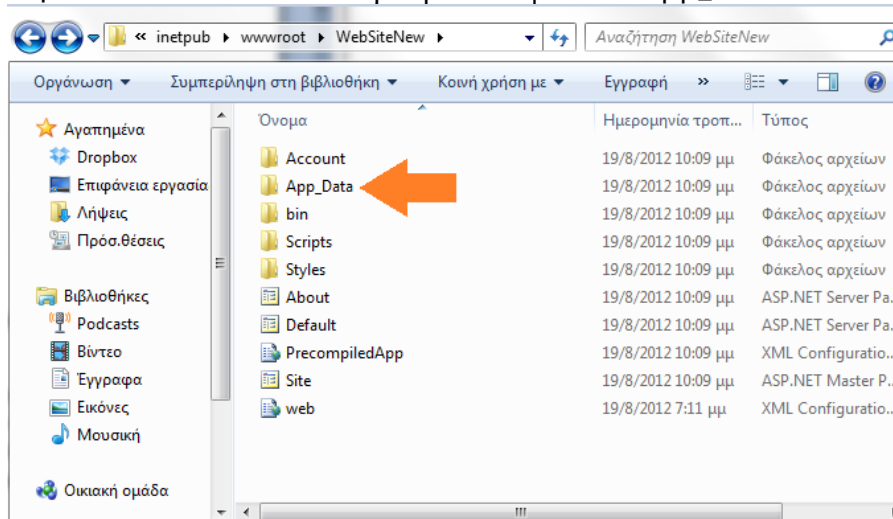 « inetpub ▸ wwwroot ▸ WebSiteNew ▸
Αναζήτηση WebSiteNew
Οργάνωση Συμπερίληψη στη βιβλιοθήκη Κοινή χρήση με Εγγραφή »
Αγαπημένα
Dropbox
Επιφάνεια εργασία
Λήψεις
Πρόσ.θέσεις
Βιβλιοθήκες
Podcasts
Βίντεο
Έγγραφα
Εικόνες
Μουσική
Οικιακή ομάδα
Όνομα Ημερομηνία τροπ... Τύπος
Account 19/8/2012 10:09 μμ Φάκελος αρχείων
App_Data 19/8/2012 10:09 μμ Φάκελος αρχείων
bin 19/8/2012 10:09 μμ Φάκελος αρχείων
Scripts 19/8/2012 10:09 μμ Φάκελος αρχείων
Styles 19/8/2012 10:09 μμ Φάκελος αρχείων
About 19/8/2012 10:09 μμ ASP.NET Server Pa.
Default 19/8/2012 10:09 μμ ASP.NET Server Pa.
PrecompiledApp 19/8/2012 10:09 μμ XML Configuratio..
Site 19/8/2012 10:09 μμ ASP.NET Master P..
web 19/8/2012 7:11 μμ XML Configuratio..